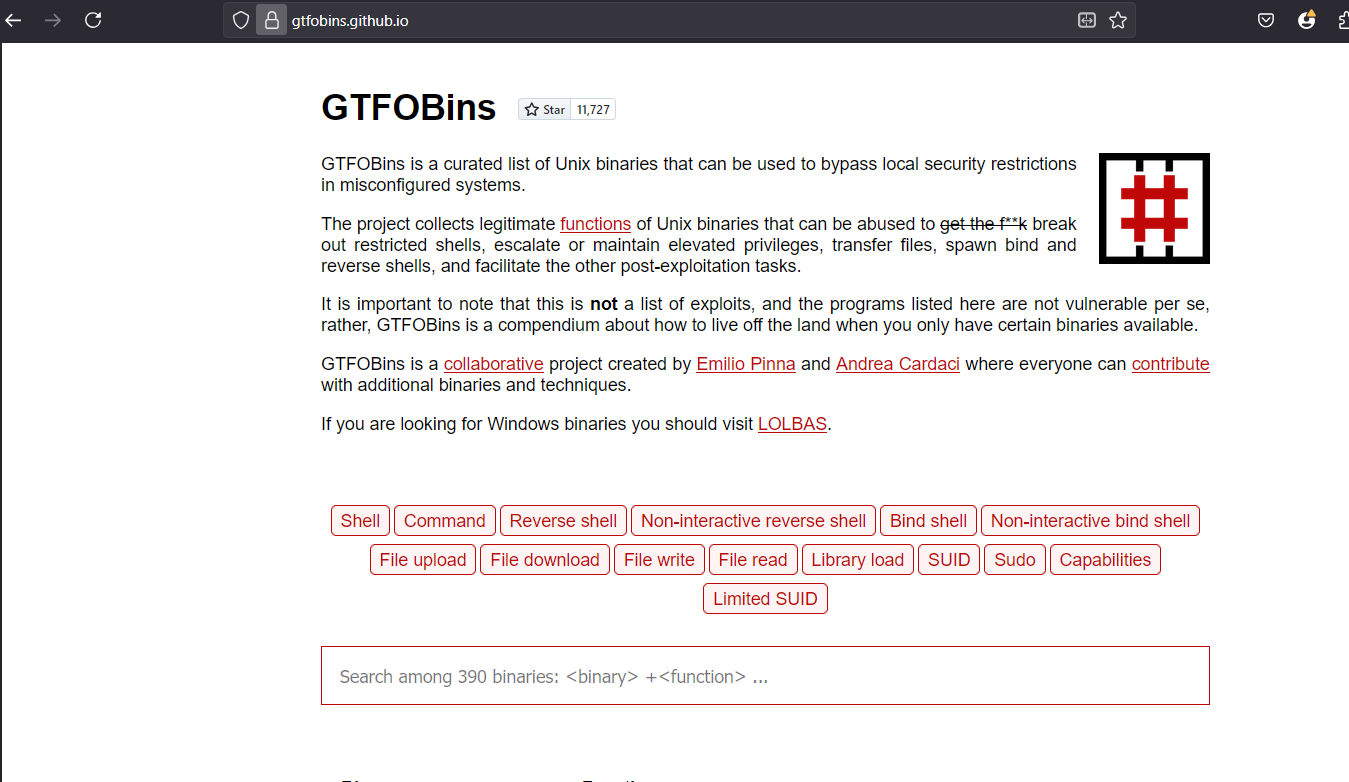 gtfobins.github.io
GTFOBins Star 11,727
GTFOBins is a curated list of Unix binaries that can be used to bypass local security restrictions
in misconfigured systems.
The project collects legitimate functions of Unix binaries that can be abused to get the f**k break
out restricted shells, escalate or maintain elevated privileges, transfer files, spawn bind and
reverse shells, and facilitate the other post-exploitation tasks.
It is important to note that this is not a list of exploits, and the programs listed here are not vulnerable per se,
rather, GTFOBins is a compendium about how to live off the land when you only have certain binaries available.
GTFOBins is a collaborative project created by Emilio Pinna and Andrea Cardaci where everyone can contribute
with additional binaries and techniques.
If you are looking for Windows binaries you should visit LOLBAS.
Shell Command Reverse shell Non-interactive reverse shell Bind shell Non-interactive bind shell
File upload File download File write File read Library load SUID Sudo Capabilities
Limited SUID
Search among 390 binaries: <binary> +<function> ...